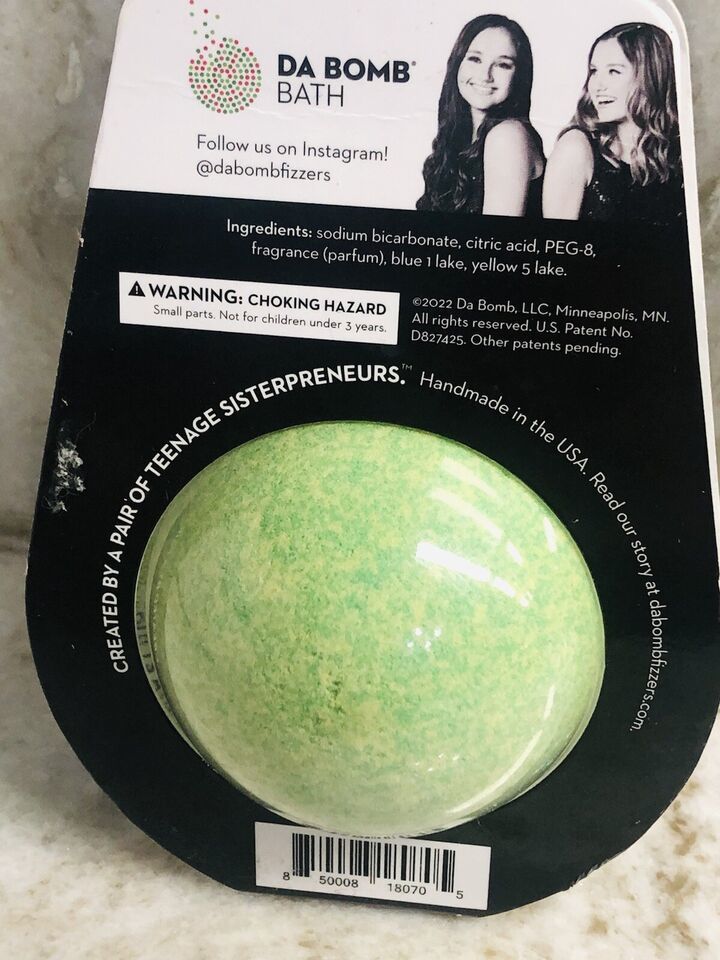 DA BOMB®
BATH
Follow us on Instagram!
@dabombfizzers
Ingredients: sodium bicarbonate, citric acid, PEG-8,
fragrance (parfum), blue 1 lake, yellow 5 lake.
WARNING: CHOKING HAZARD
Small parts. Not for children under 3 years.
©2022 Da Bomb, LLC, Minneapolis, MN.
All rights reserved. U.S. Patent No.
D827425. Other patents pending.
CREATED BY A PAIR OF TEENAGE SISTERPRENEURS.™ Handmade in the USA. Read our story at dabombfizzers.com.
8 50008 18070 5